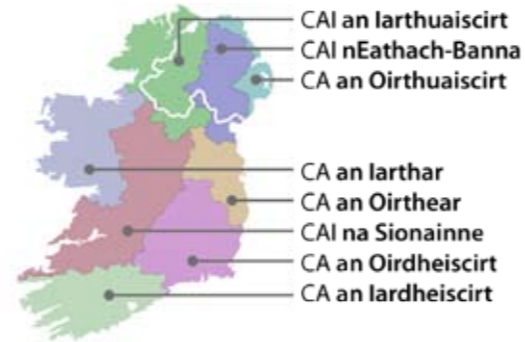 CAI an Iarthuaiscirt
CAI nEathach-Banna
CA an Oirthuaiscirt
CA an Iarthar
CA an Oirthear
CAI na Sionainne
CA an Oirdheiscirt
CA an Iardheiscirt